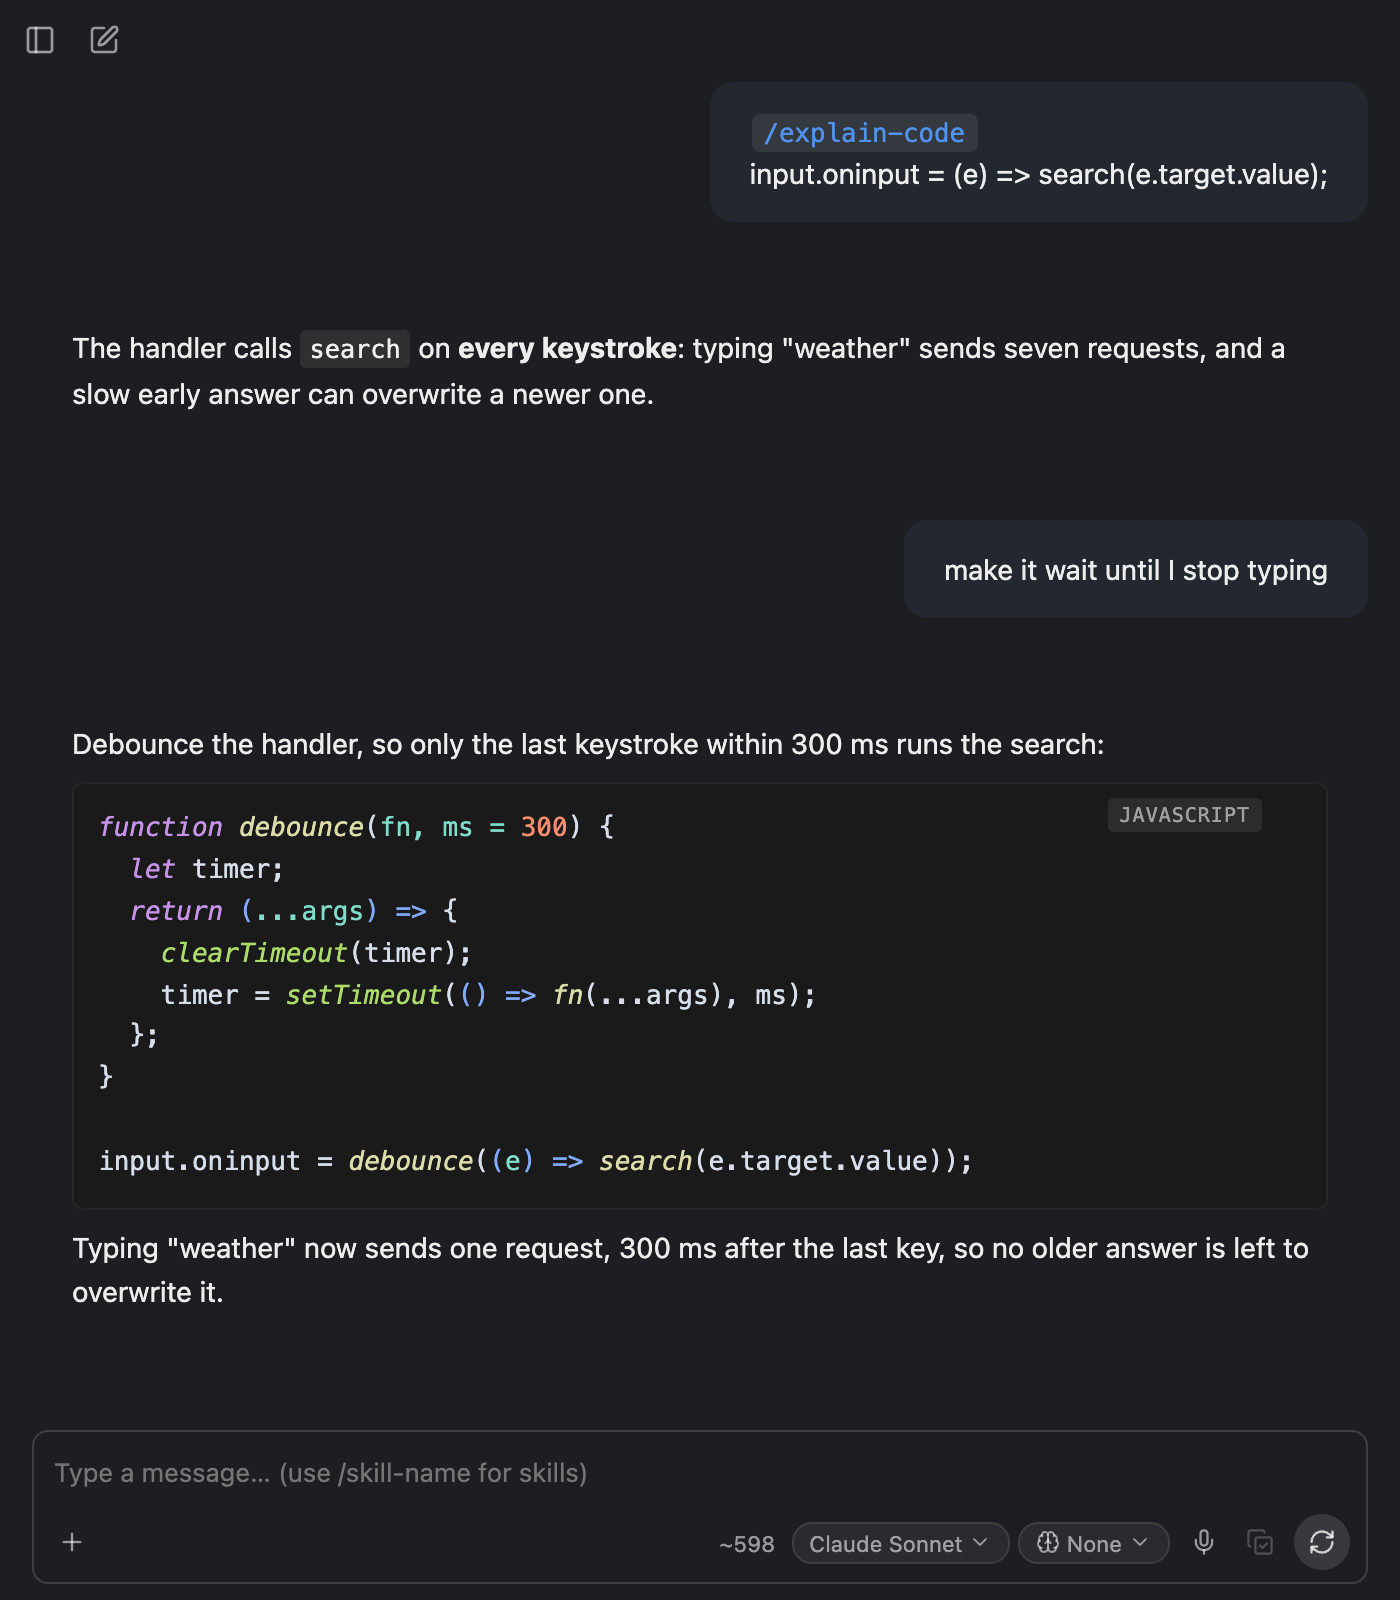 /explain-code
input.oninput = (e) => search(e.target.value);
The handler calls search on every keystroke: typing "weather" sends seven requests, and a
slow early answer can overwrite a newer one.
make it wait until I stop typing
Debounce the handler, so only the last keystroke within 300 ms runs the search:
JAVASCRIPT
function debounce(fn, ms = 300) {
  let timer;
  return (...args) => {
    clearTimeout(timer);
    timer = setTimeout(() => fn(...args), ms);
  };
}

input.oninput = debounce((e) => search(e.target.value));
Typing "weather" now sends one request, 300 ms after the last key, so no older answer is left to
overwrite it.
Type a message... (use /skill-name for skills)
~598 Claude Sonnet None